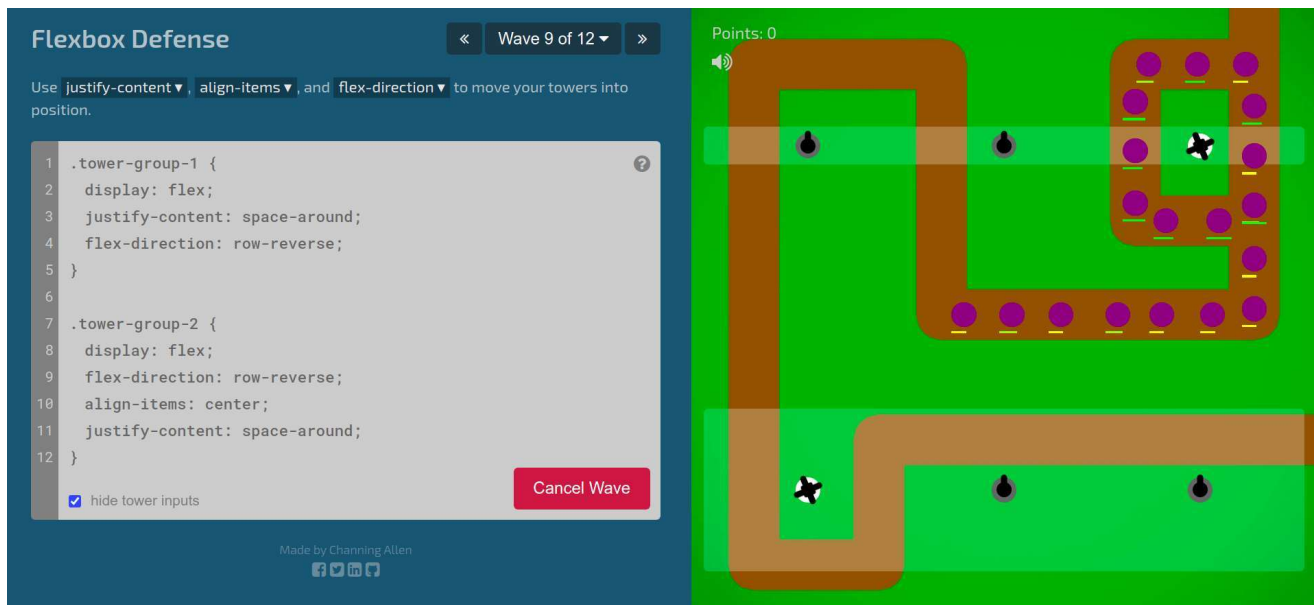 Flexbox Defense
« Wave 9 of 12 ▾ »
Use justify-content ▾ , align-items ▾ , and flex-direction ▾ to move your towers into
position.
1 .tower-group-1 {
2 display: flex;
3 justify-content: space-around;
4 flex-direction: row-reverse;
5 }
6
7 .tower-group-2 {
8 display: flex;
9 flex-direction: row-reverse;
10 align-items: center;
11 justify-content: space-around;
12 }
hide tower inputs
Cancel Wave
Made by Channing Allen
Points: 0